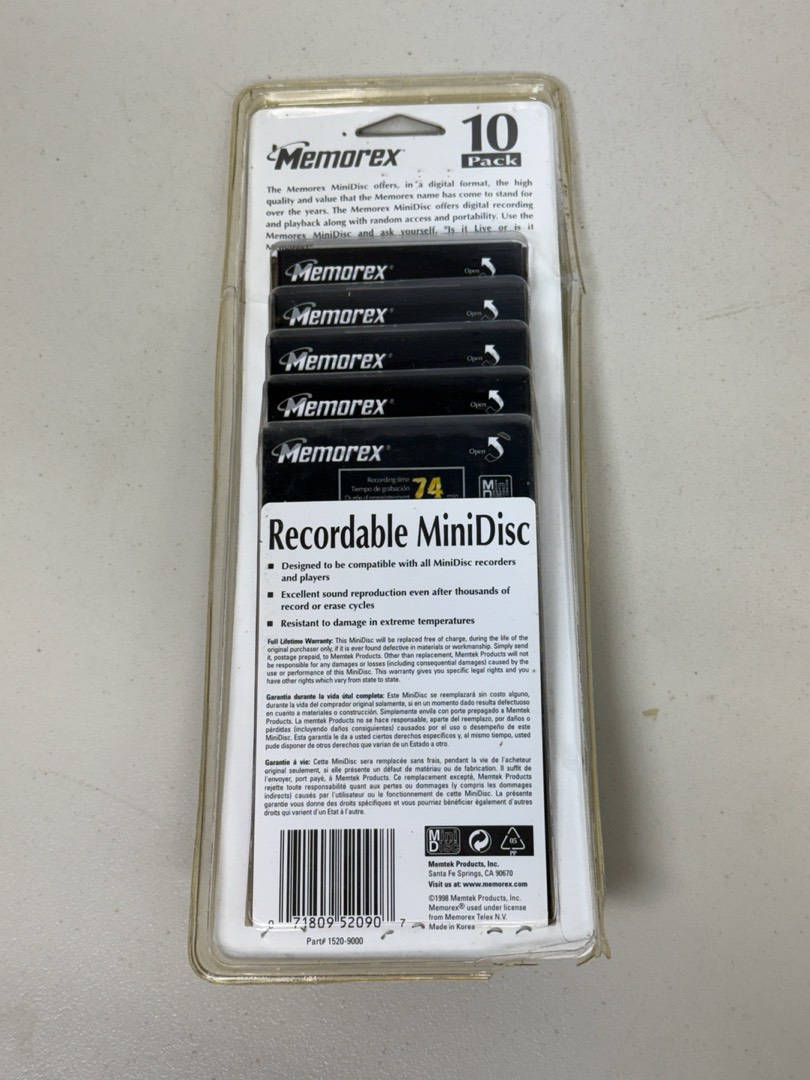 Memorex
10
Pack
The Memorex MiniDisc offers, in a digital format, the high
quality and value that the Memorex name has come to stand for
over the years. The Memorex MiniDisc offers digital recording
and playback along with random access and portability. Use the
Memorex MiniDisc and ask yourself, "Is it Live or is it
Memorex® Open
Memorex® Open
Memorex® Open
Memorex® Open
Memorex® Open
Recording time
Tiempo de grabación 74 min
Recordable MiniDisc
■ Designed to be compatible with all MiniDisc recorders
and players
■ Excellent sound reproduction even after thousands of
record or erase cycles
■ Resistant to damage in extreme temperatures
Full Lifetime Warranty: This MiniDisc will be replaced free of charge, during the life of the
original purchaser only, if it is ever found defective in materials or workmanship. Simply send
it, postage prepaid, to Memtek Products. Other than replacement, Memtek Products will not
be responsible for any damages or losses (including consequential damages) caused by the
use or performance of this MiniDisc. This warranty gives you specific legal rights and you
have other rights which vary from state to state.
Garantia durante la vida útul completa: Este MiniDisc se reemplazará sin costo alguno,
durante la vida del comprador original solamente, si en un momento dado resulta defectuoso
en cuanto a materiales o construcción. Simplemente envíla con porte prepagado a Memtek
Products. La memtek Products no se hace responsable, aparte del reemplazo, por daños o
pérdidas (incluyendo daños consiguientes) causados por el uso o desempeño de este
MiniDisc. Esta garantía le da a usted ciertos derechos específicos y, al mismo tiempo, usted
pude disponer de otros derechos que varían de un Estado a otro.
Garantie á vie: Cette MiniDisc sera remplacée sans frais, pendant la vie de l'acheteur
original seulement, si elle présente un défaut de matériau ou de fabrication. Il suffit de
l'envoyer, port payé, à Memtek Products. Ce remplacement excepté, Memtek Products
rejette toute responsabilité quant aux pertes ou dommages (y compris les dommages
indirects) causés par l'utilisateur ou le fonctionnement de cette MiniDisc. La présente
garantie vous donne des droits spécifiques et vous pourriez bénéficier également d'autres
droits qui varient d'un Etat à l'autre.
MD Mini Disc
05
PP
Memtek Products, Inc.
Santa Fe Springs, CA 90670
Visit us at: www.memorex.com
©1998 Memtek Products, Inc.
Memorex® used under license
from Memorex Telex N.V.
Made in Korea
0 71809 52090 7
Part# 1520-9000